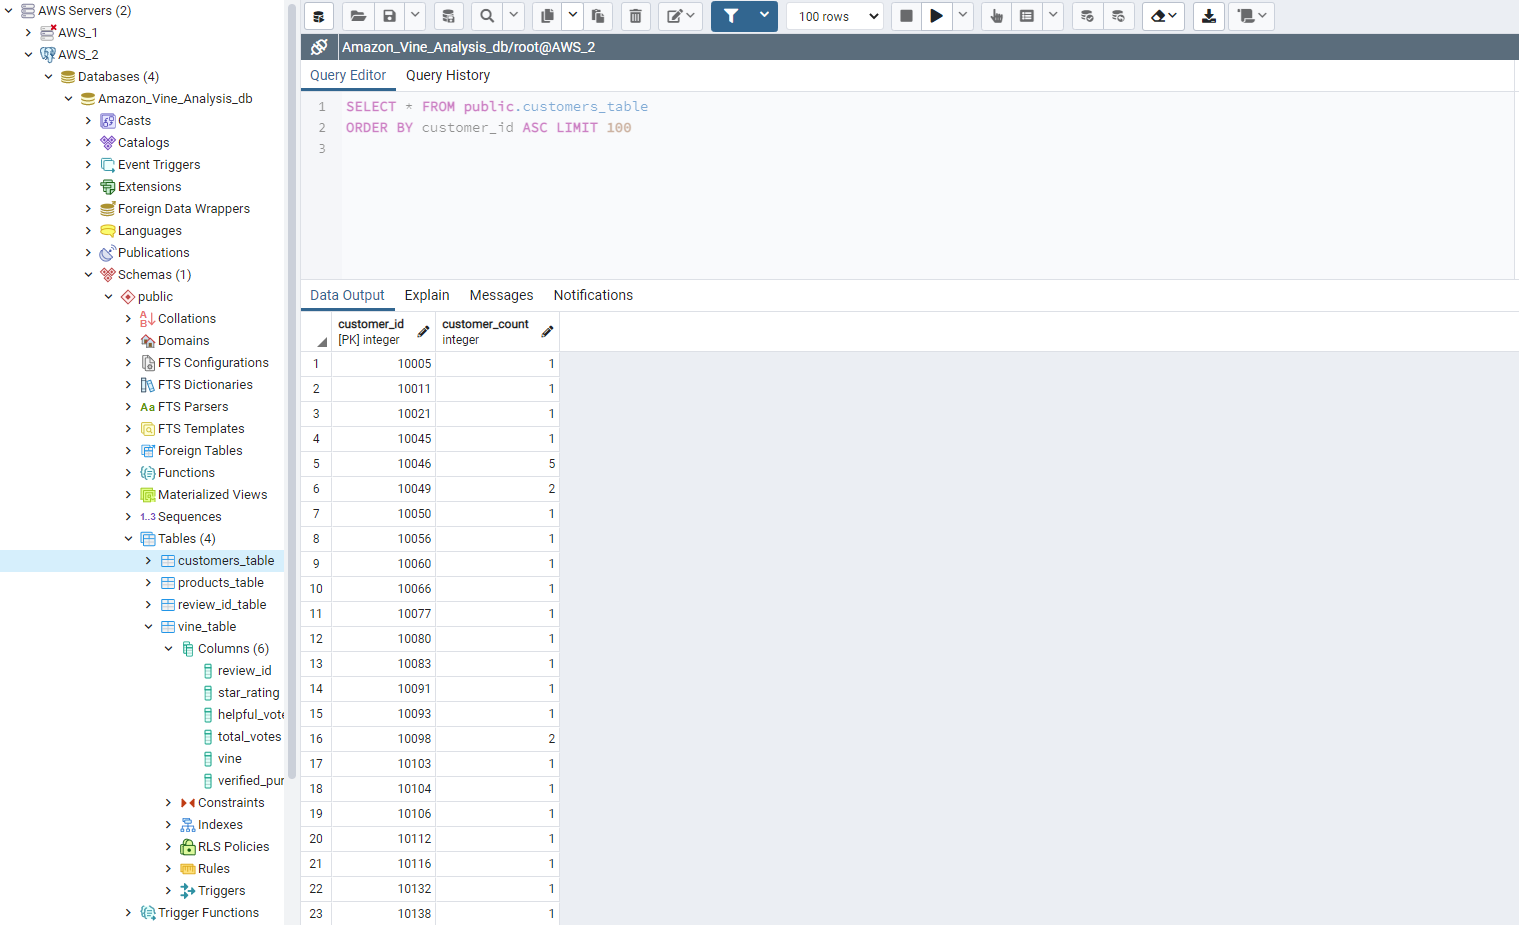 AWS Servers (2)
AWS_1
AWS_2
Databases (4)
Amazon_Vine_Analysis_db
Casts
Catalogs
Event Triggers
Extensions
Foreign Data Wrappers
Languages
Publications
Schemas (1)
public
Collations
Domains
FTS Configurations
FTS Dictionaries
Aa FTS Parsers
FTS Templates
Foreign Tables
Functions
Materialized Views
1..3 Sequences
Tables (4)
customers_table
products_table
review_id_table
vine_table
Columns (6)
review_id
star_rating
helpful_vote
total_votes
vine
verified_pur
Constraints
Indexes
RLS Policies
Rules
Triggers
Trigger Functions
100 rows
Amazon_Vine_Analysis_db/root@AWS_2
Query Editor Query History
1 SELECT * FROM public.customers_table
2 ORDER BY customer_id ASC LIMIT 100
3
Data Output Explain Messages Notifications
customer_id customer_count
[PK] integer integer
1 10005 1
2 10011 1
3 10021 1
4 10045 1
5 10046 5
6 10049 2
7 10050 1
8 10056 1
9 10060 1
10 10066 1
11 10077 1
12 10080 1
13 10083 1
14 10091 1
15 10093 1
16 10098 2
17 10103 1
18 10104 1
19 10106 1
20 10112 1
21 10116 1
22 10132 1
23 10138 1